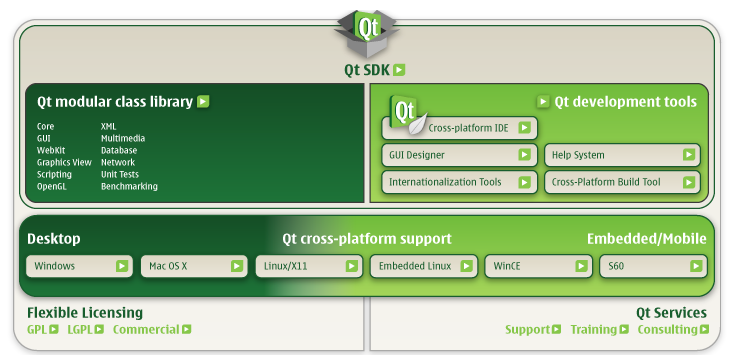 Qt
Qt SDK
Qt modular class library
Core XML
GUI Multimedia
WebKit Database
Graphics View Network
Scripting Unit Tests
OpenGL Benchmarking
Qt development tools
Qt
Cross-platform IDE
GUI Designer Help System
Internationalization Tools Cross-Platform Build Tool
Desktop Qt cross-platform support Embedded/Mobile
Windows Mac OS X Linux/X11 Embedded Linux WinCE S60
Flexible Licensing Qt Services
GPL LGPL Commercial Support Training Consulting